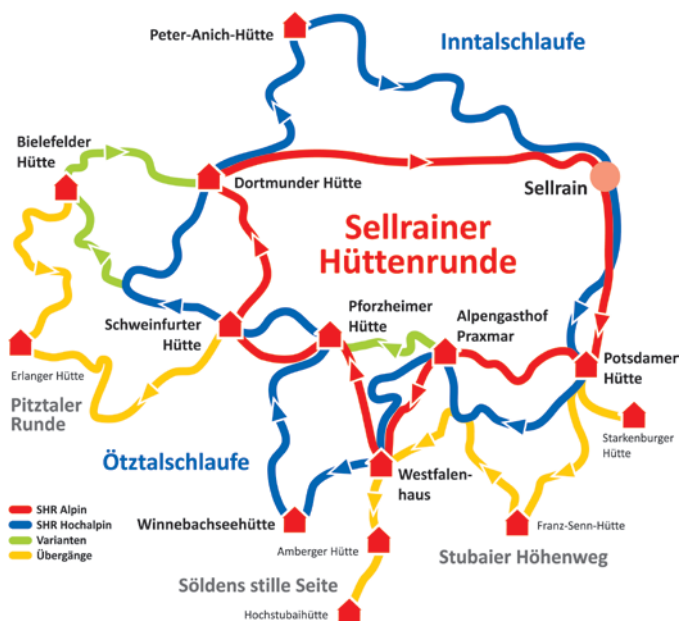 Peter-Anich-Hütte
Inntalschlaufe
Bielefelder
Hütte
Dortmunder Hütte
Sellrain
Sellrainer
Hüttenrunde
Schweinfurter
Hütte
Pforzheimer
Hütte
Alpengasthof
Praxmar
Potsdamer
Hütte
Erlanger Hütte
Pitztaler
Runde
Starkenburger
Hütte
Ötztalschlaufe
Westfalen-
haus
SHR Alpin
SHR Hochalpin
Varianten
Übergänge
Winnebachseehütte
Amberger Hütte
Franz-Senn-Hütte
Stubaier Höhenweg
Söldens stille Seite
Hochstubaihütte